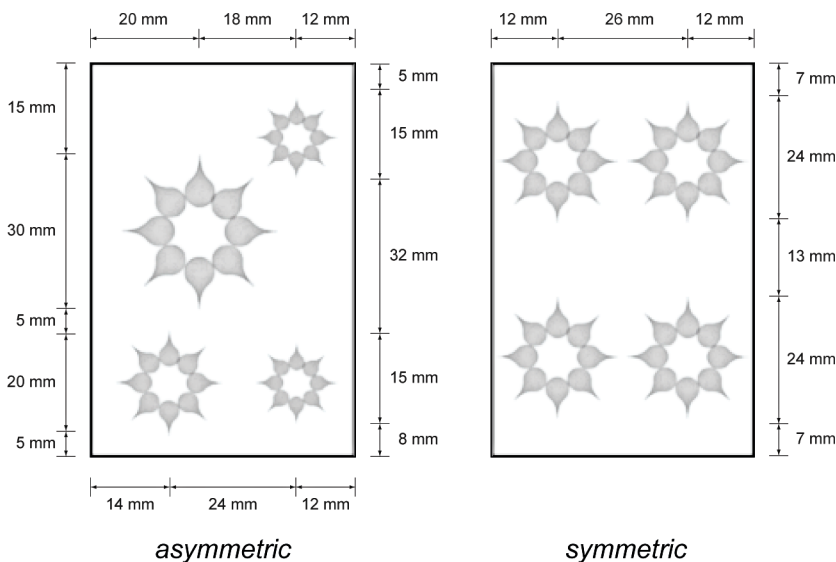 20 mm 18 mm 12 mm 12 mm 26 mm 12 mm
5 mm 7 mm
15 mm 15 mm
24 mm
30 mm 32 mm 13 mm
5 mm
24 mm
20 mm 15 mm
5 mm 8 mm 7 mm
14 mm 24 mm 12 mm
asymmetric symmetric